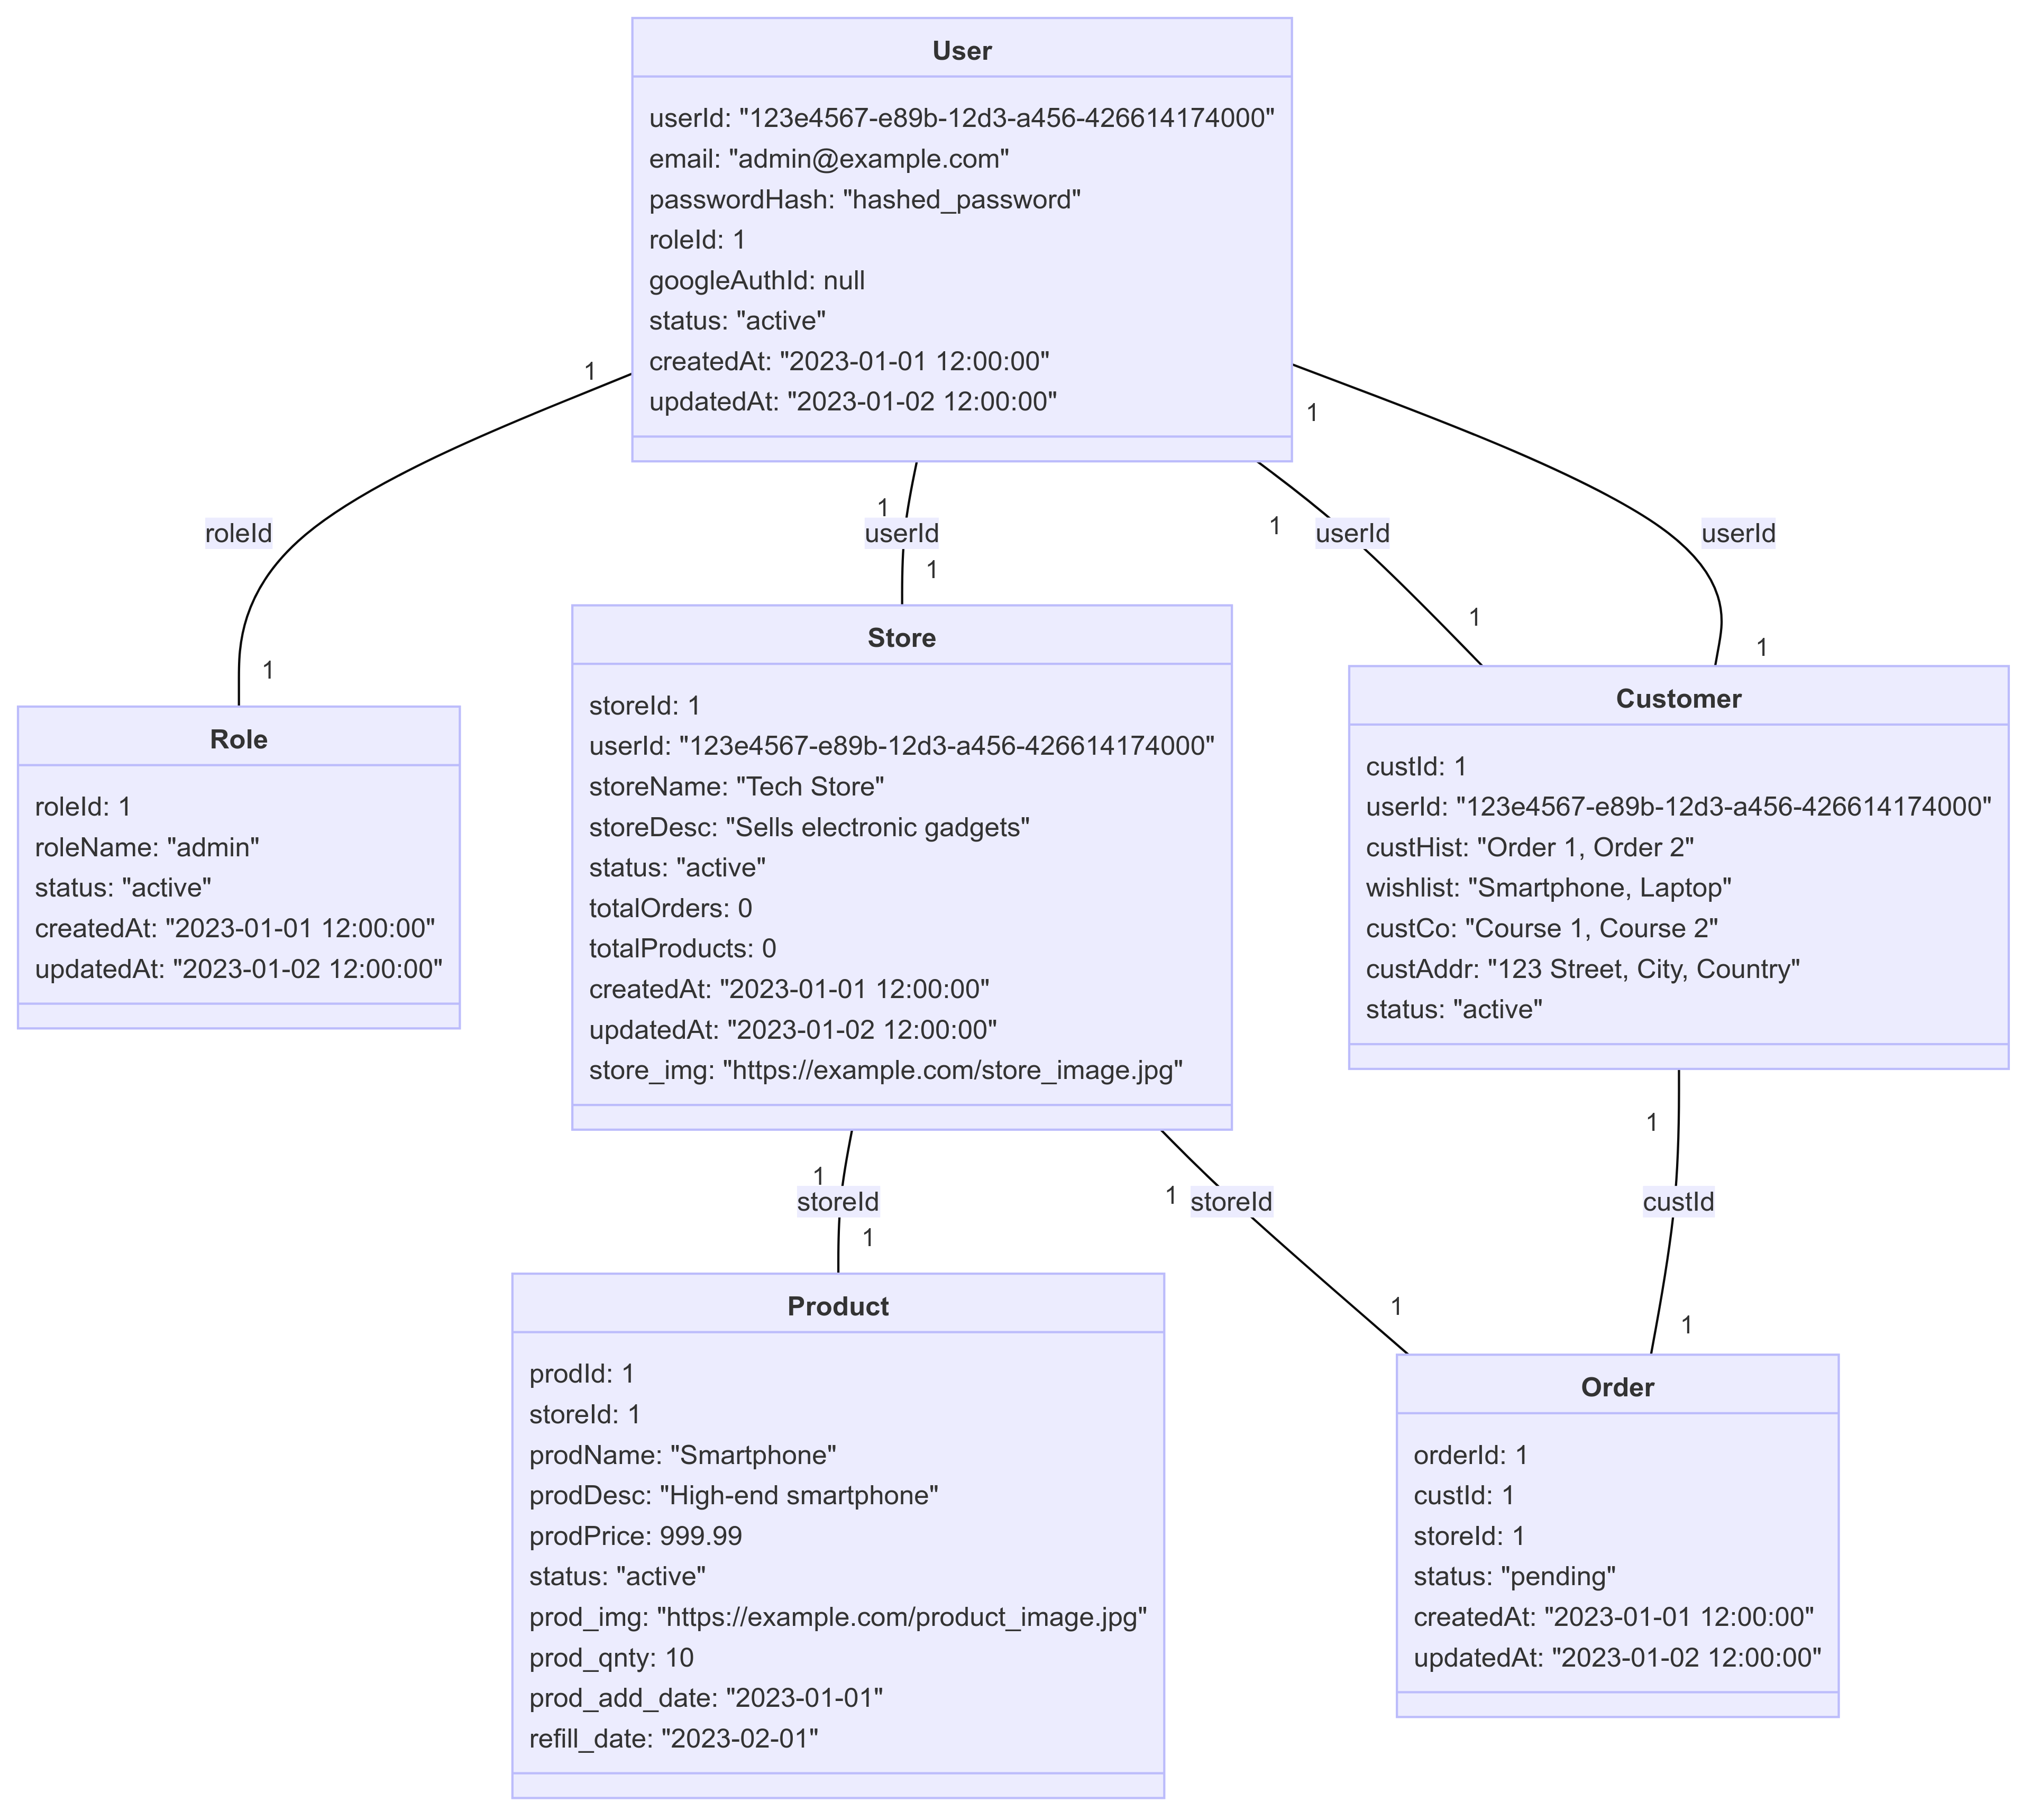 User
userId: "123e4567-e89b-12d3-a456-426614174000"
email: "admin@example.com"
passwordHash: "hashed_password"
roleId: 1
googleAuthId: null
status: "active"
createdAt: "2023-01-01 12:00:00"
updatedAt: "2023-01-02 12:00:00"
1
1
1
1
roleId
userId
userId
userId
1
1
1
1
Role
roleId: 1
roleName: "admin"
status: "active"
createdAt: "2023-01-01 12:00:00"
updatedAt: "2023-01-02 12:00:00"
Store
storeId: 1
userId: "123e4567-e89b-12d3-a456-426614174000"
storeName: "Tech Store"
storeDesc: "Sells electronic gadgets"
status: "active"
totalOrders: 0
totalProducts: 0
createdAt: "2023-01-01 12:00:00"
updatedAt: "2023-01-02 12:00:00"
store_img: "https://example.com/store_image.jpg"
Customer
custId: 1
userId: "123e4567-e89b-12d3-a456-426614174000"
custHist: "Order 1, Order 2"
wishlist: "Smartphone, Laptop"
custCo: "Course 1, Course 2"
custAddr: "123 Street, City, Country"
status: "active"
1
1
1
storeId
storeId
custId
1
1
1
Product
prodId: 1
storeId: 1
prodName: "Smartphone"
prodDesc: "High-end smartphone"
prodPrice: 999.99
status: "active"
prod_img: "https://example.com/product_image.jpg"
prod_qnty: 10
prod_add_date: "2023-01-01"
refill_date: "2023-02-01"
Order
orderId: 1
custId: 1
storeId: 1
status: "pending"
createdAt: "2023-01-01 12:00:00"
updatedAt: "2023-01-02 12:00:00"